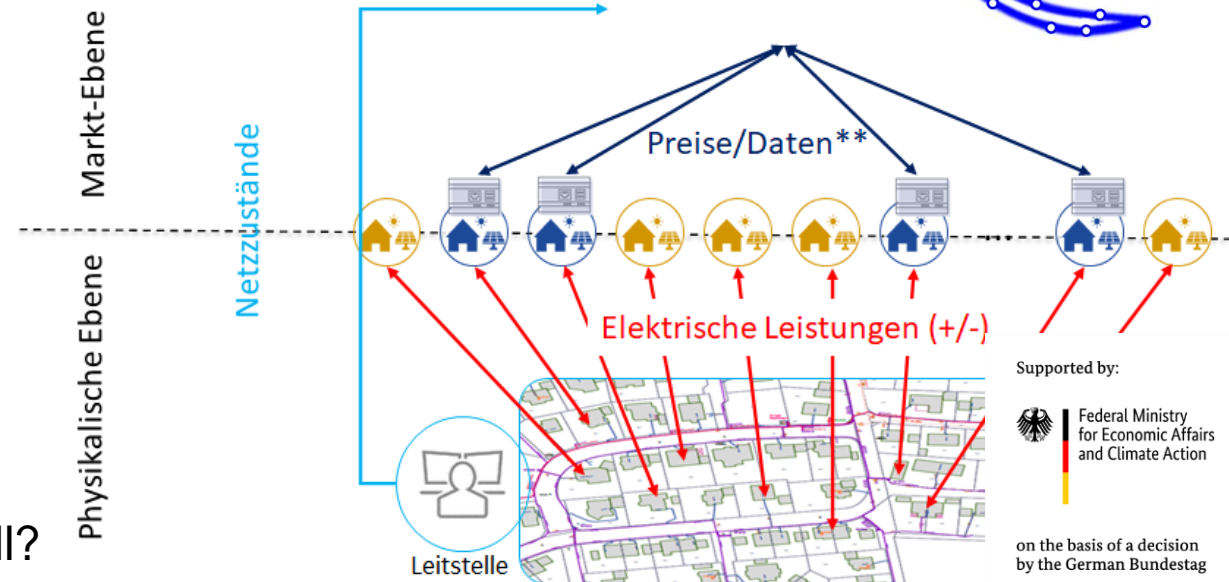 Markt-Ebene
Physikalische Ebene
Netzzustände
Preise/Daten**
...
Elektrische Leistungen (+/-)
Leitstelle
ll?
Supported by:
Federal Ministry
for Economic Affairs
and Climate Action
on the basis of a decision
by the German Bundestag